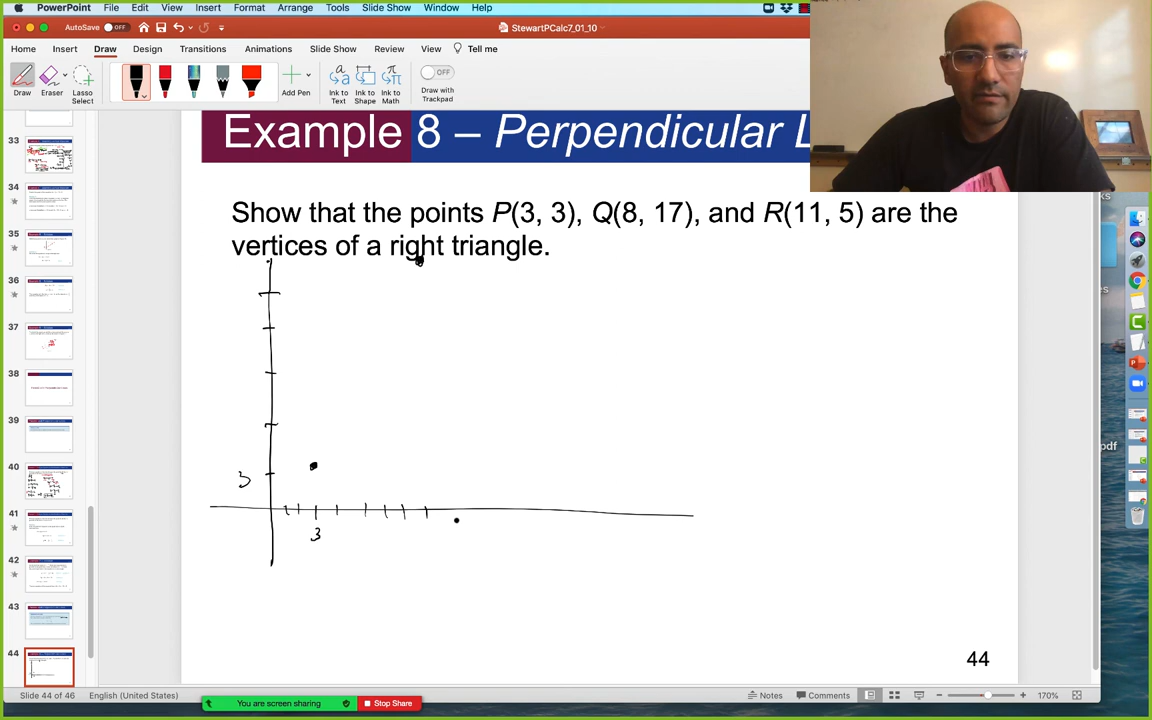 PowerPoint File Edit View Insert Format Arrange Tools Slide Show Window Help
AutoSave OFF StewartPCalc7_01_10
Home Insert Draw Design Transitions Animations Slide Show Review View Tell me
Draw Eraser Lasso Select Add Pen Ink to Text Ink to Shape Ink to Math OFF Draw with Trackpad
Example 8 – Perpendicular L
Show that the points P(3, 3), Q(8, 17), and R(11, 5) are the
vertices of a right triangle.
3
3
44
33
34
35
36
37
38
39
40
41
42
43
44
pdf
Slide 44 of 46 English (United States) Notes Comments 170%
You are screen sharing Stop Share